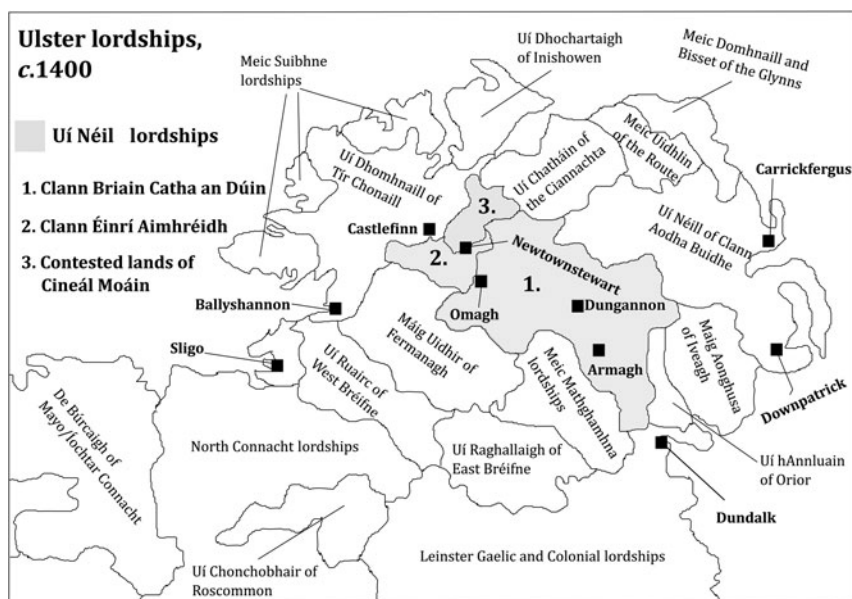 Ulster lordships,
c.1400
Uí Néil lordships
1. Clann Briain Catha an Dúin
2. Clann Éinrí Aimhréidh
3. Contested lands of
Cineál Moáin
Meic Suibhne
lordships
Uí Dhochartaigh
of Inishowen
Meic Domhnaill and
Bisset of the Glynns
Uí Dhomhnaill of
Tír Chonaill
Uí Chatháin of
the Ciannachta
Meic Uidhlin
of the Route
Carrickfergus
Castlefinn
3.
2.
1.
Newtownstewart
Uí Néill of Clann
Aodha Buidhe
Ballyshannon
Omagh
Dungannon
Sligo
Máig Uidhir of
Fermanagh
Armagh
Maig Aonghusa
of Iveagh
Downpatrick
Uí Ruairc of
West Bréifne
Meic Mathghamhna
lordships
De Búrcaigh of
Mayo/Iochtar Connacht
North Connacht lordships
Uí Raghallaigh of
East Bréifne
Uí hAnnluain
of Orior
Dundalk
Uí Chonchobhair of
Roscommon
Leinster Gaelic and Colonial lordships